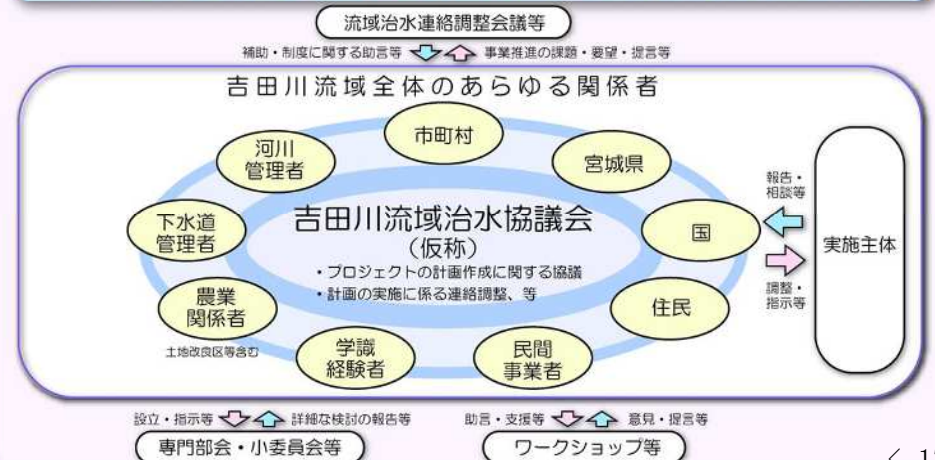 流域治水連絡調整会議等
補助・制度に関する助言等
事業推進の課題・要望・提言等
吉田川流域全体のあらゆる関係者
市町村
河川
管理者
宮城県
下水道
管理者
吉田川流域治水協議会
(仮称)
・プロジェクトの計画作成に関する協議
・計画の実施に係る連絡調整、等
国
報告・
相談等
調整・
指示等
実施主体
農業
関係者
土地改良区等含む
住民
学識
経験者
民間
事業者
設立・指示等
詳細な検討の報告等
助言・支援等
意見・提言等
専門部会・小委員会等
ワークショップ等